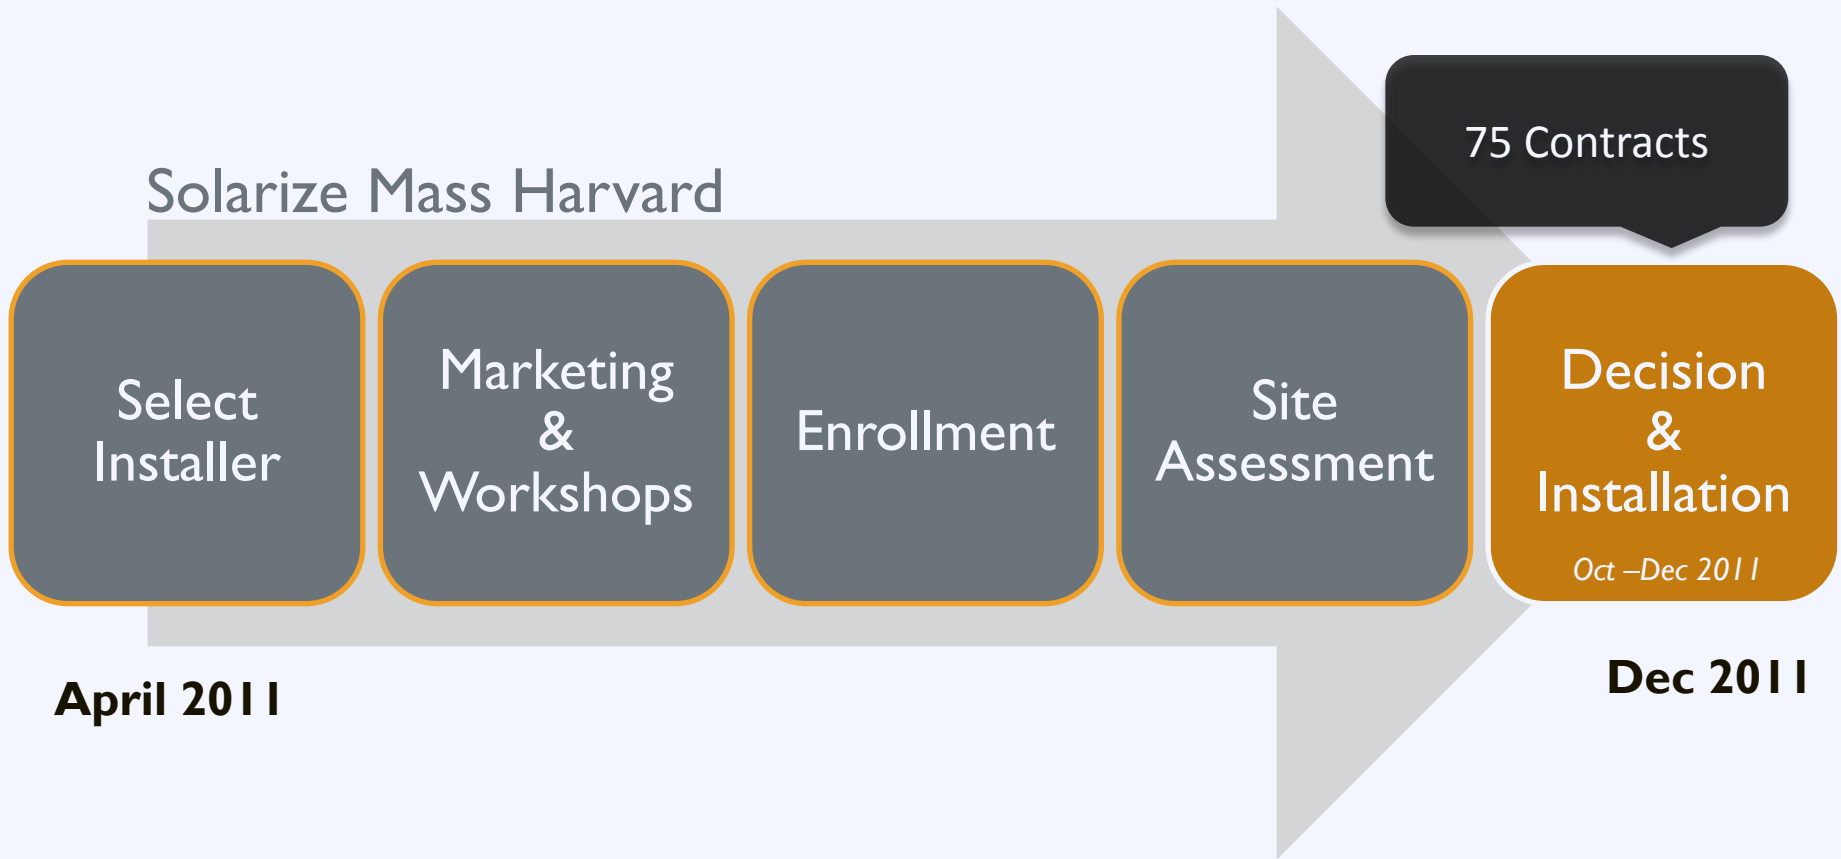 75 Contracts
Solarize Mass Harvard
Select
Installer
Marketing
&
Workshops
Enrollment
Site
Assessment
Decision
&
Installation
Oct –Dec 2011
April 2011
Dec 2011